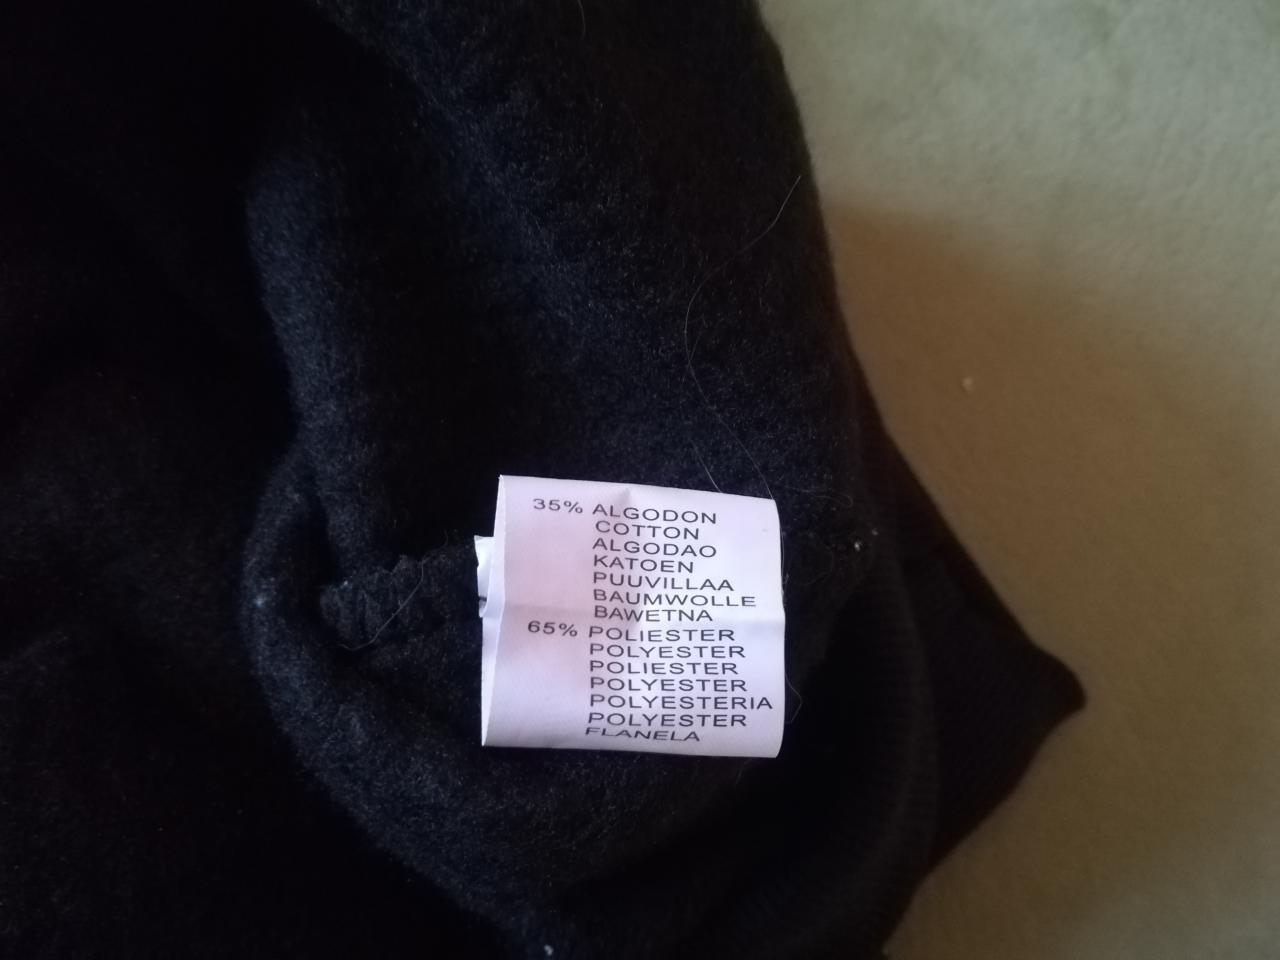 35% ALGODON
COTTON
ALGODAO
KATOEN
PUUVILLAA
BAUMWOLLE
BAWETNA
65% POLIESTER
POLYESTER
POLIESTER
POLYESTER
POLYESTERIA
POLYESTER
FLANELA